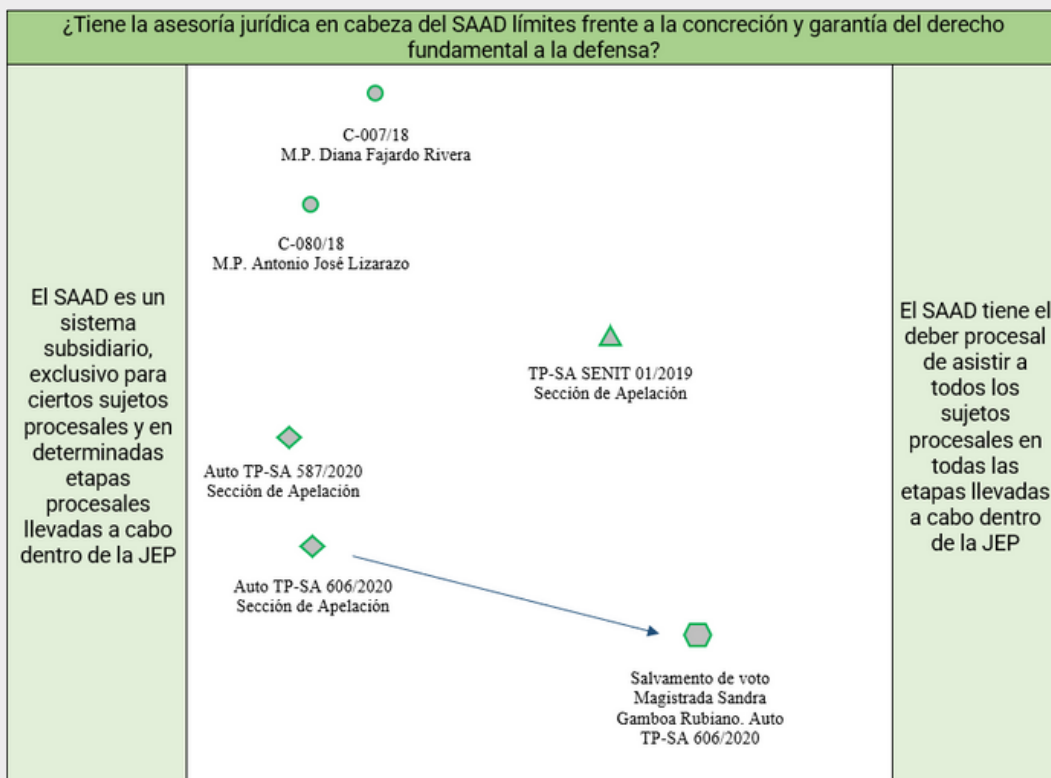 ¿Tiene la asesoría jurídica en cabeza del SAAD límites frente a la concreción y garantía del derecho
fundamental a la defensa?
El SAAD es un
sistema
subsidiario,
exclusivo para
ciertos sujetos
procesales y en
determinadas
etapas
procesales
llevadas a cabo
dentro de la JEP
C-007/18
M.P. Diana Fajardo Rivera
C-080/18
M.P. Antonio José Lizarazo
TP-SA SENIT 01/2019
Sección de Apelación
Auto TP-SA 587/2020
Sección de Apelación
Auto TP-SA 606/2020
Sección de Apelación
Salvamento de voto
Magistrada Sandra
Gamboa Rubiano. Auto
TP-SA 606/2020
El SAAD tiene el
deber procesal
de asistir a
todos los
sujetos
procesales en
todas las
etapas llevadas
a cabo dentro
de la JEP